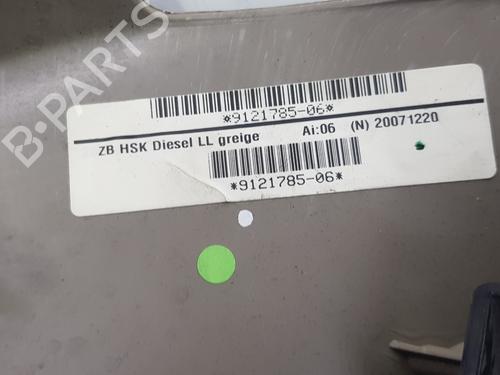 B-PARTS
*9121785-06*
ZB HSK Diesel LL greige Ai:06 (N) 20071220
*9121785-06*